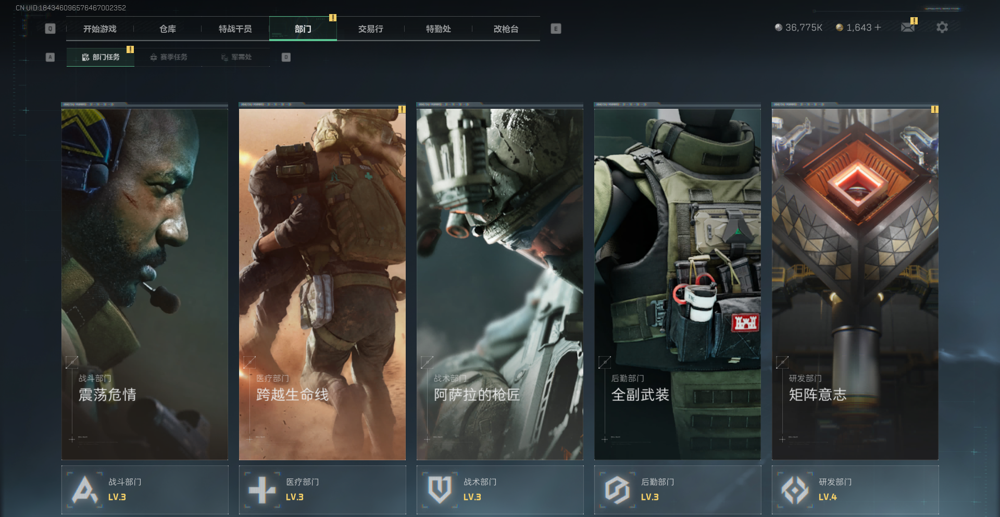 CN UID:184346096576467002352
Q
开始游戏
仓库
特战干员
部门
交易行
特勤处
改枪台
E
36,775K
1,643 +
A
部门任务
赛季任务
军需处
D
战斗部门
震荡危情
医疗部门
跨越生命线
战术部门
阿萨拉的枪匠
后勤部门
全副武装
研发部门
矩阵意志
战斗部门
LV.3
医疗部门
LV.3
战术部门
LV.3
后勤部门
LV.3
研发部门
LV.4